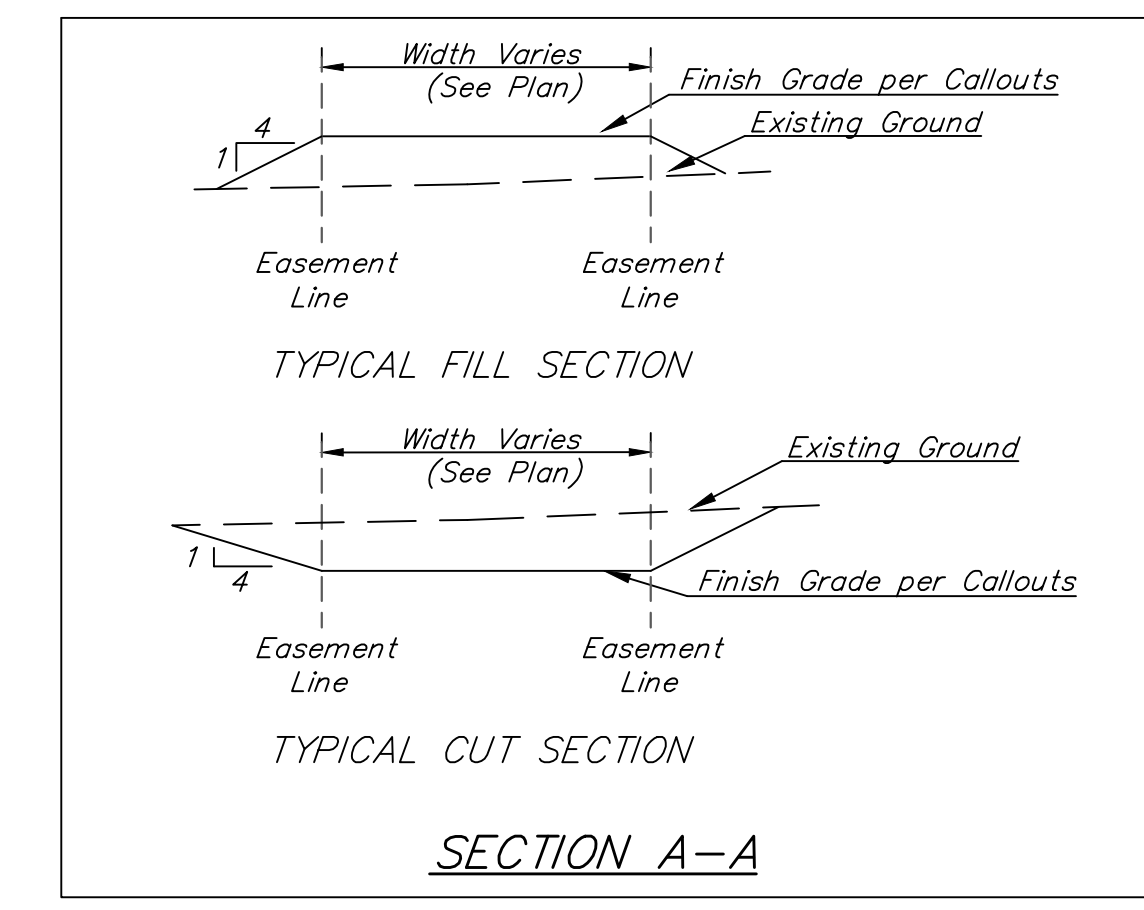 Width Varies
(See Plan)
Finish Grade per Callouts
Existing Ground
4
1
Easement
Line
Easement
Line
TYPICAL FILL SECTION
Width Varies
(See Plan)
Existing Ground
1
4
Finish Grade per Callouts
Easement
Line
Easement
Line
TYPICAL CUT SECTION
SECTION A-A